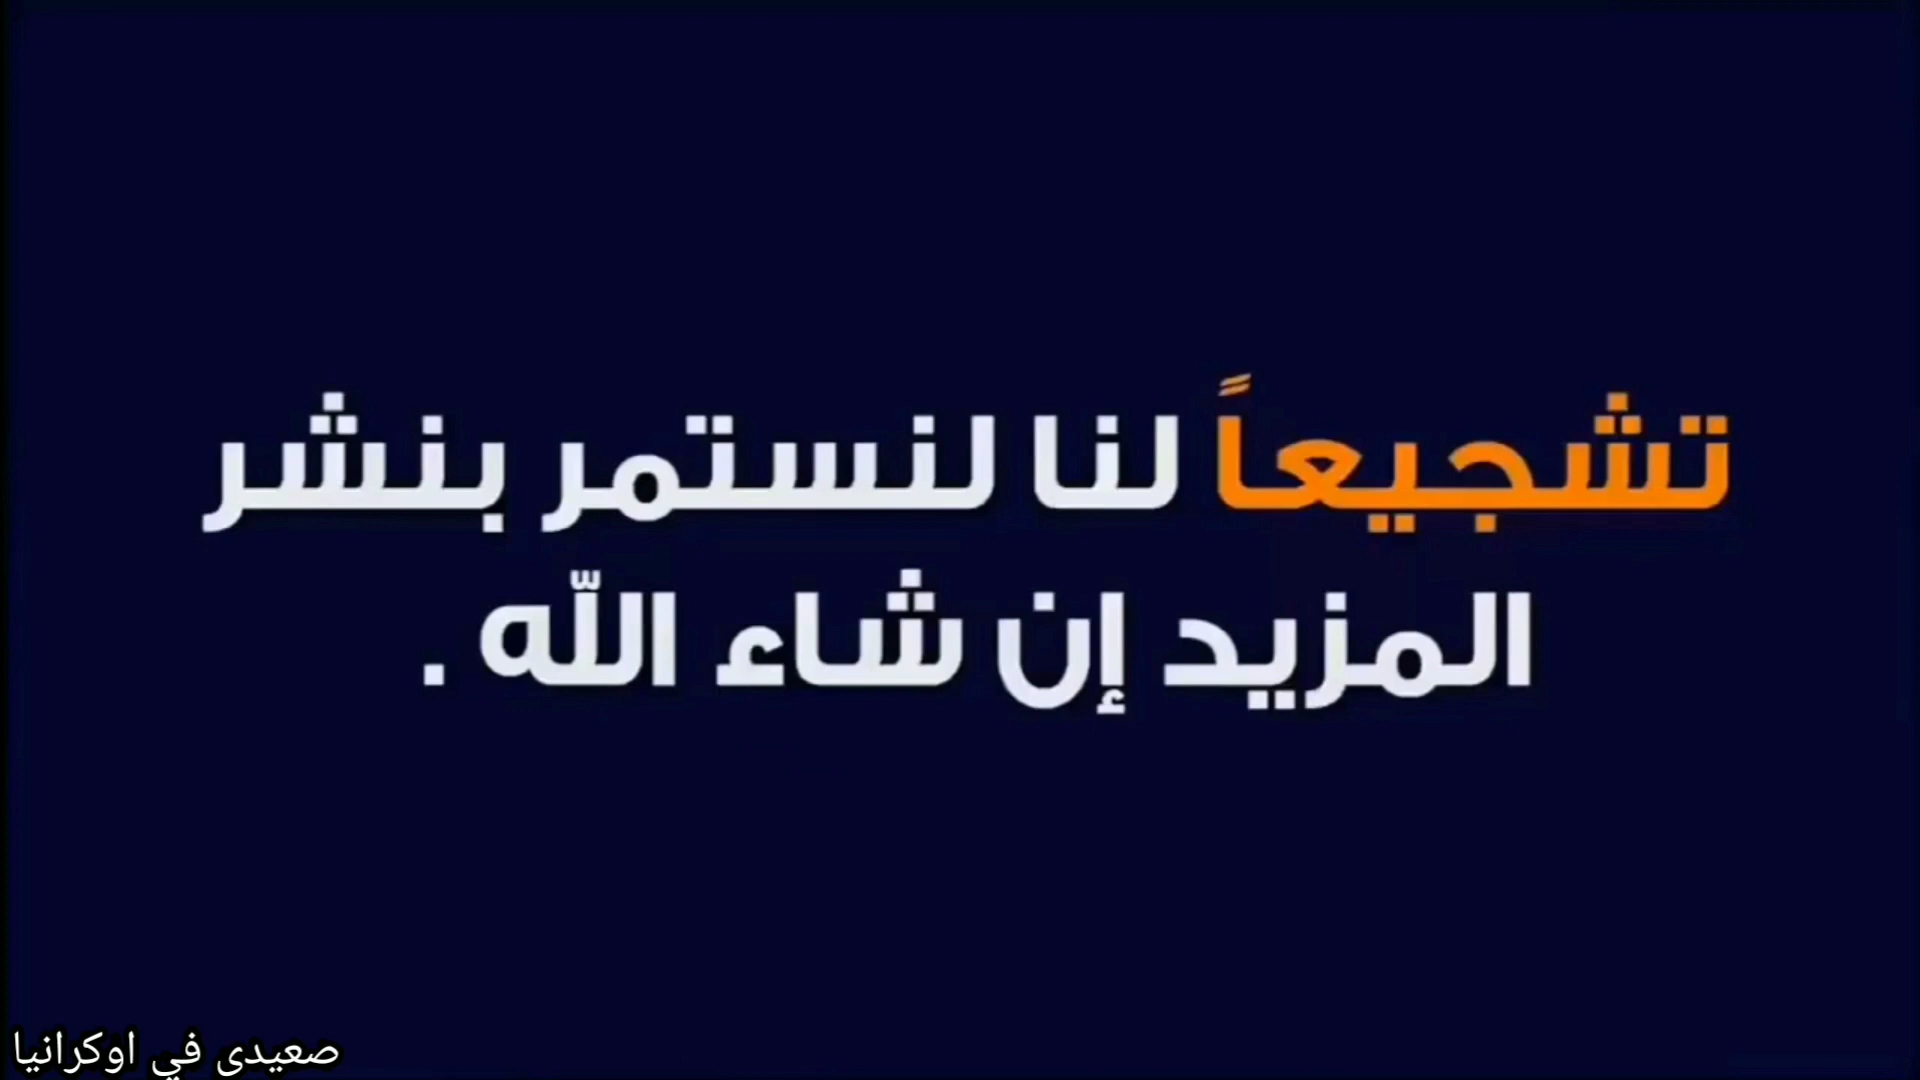 تشجيعاً لنا لنستمر بنشر
المزيد إن شاء اللّه .
صعيدى في اوكرانيا